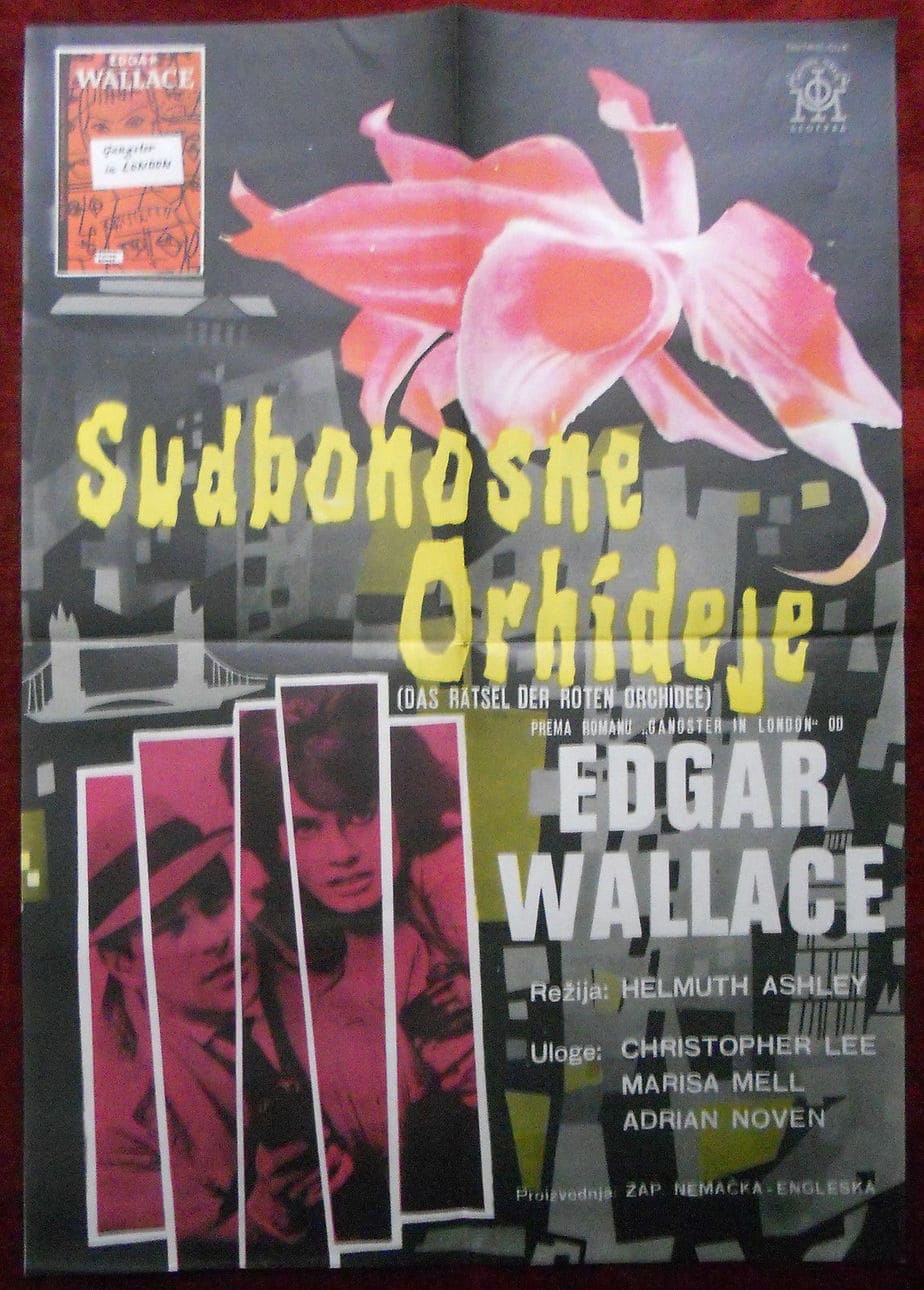 EDGAR
WALLACE
Gangster
in LONDON
BEOGRAD
Sudbonosne
Orhideje
(DAS RÄTSEL DER ROTEN ORCHIDEE)
PREMA ROMANU „GANGSTER IN LONDON“ OD
EDGAR
WALLACE
Režija: HELMUTH ASHLEY
Uloge: CHRISTOPHER LEE
MARISA MELL
ADRIAN NOVEN
Proizvodnja: ZAP. NEMAČKA - ENGLESKA